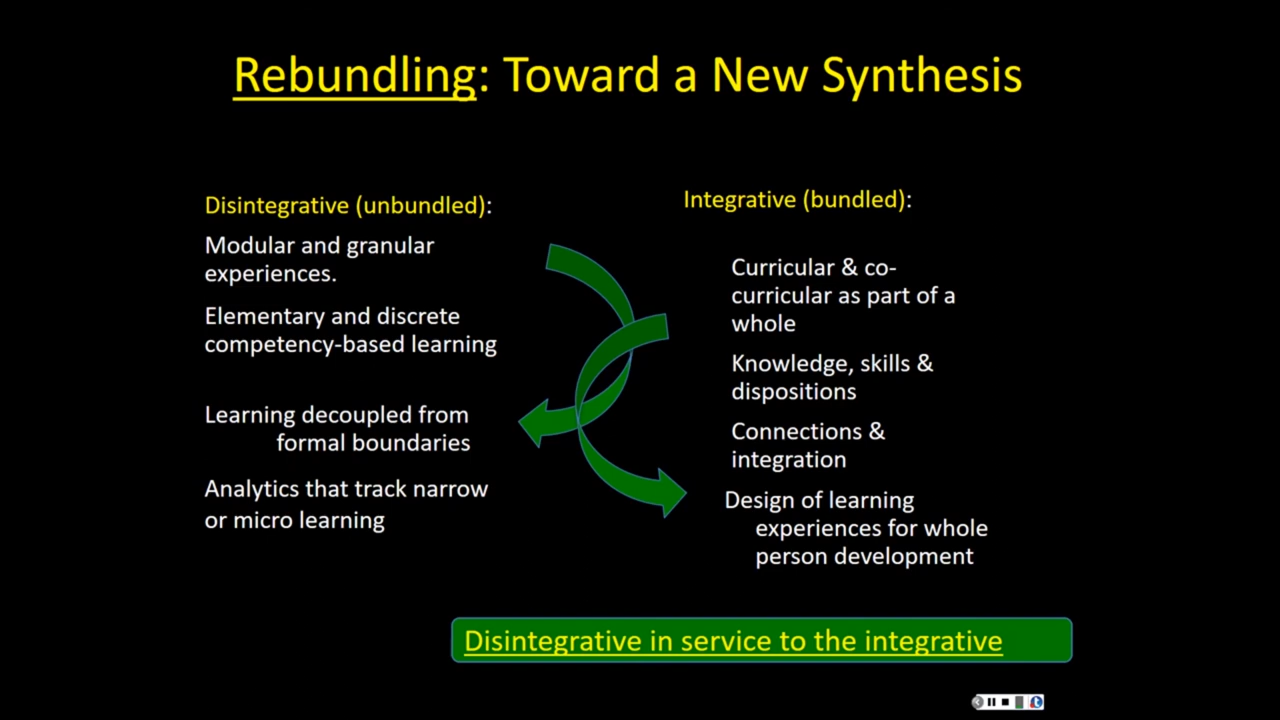 Rebundling: Toward a New Synthesis
Disintegrative (unbundled):
Modular and granular
experiences.
Elementary and discrete
competency-based learning
Learning decoupled from
formal boundaries
Analytics that track narrow
or micro learning
Integrative (bundled):
Curricular & co-
curricular as part of a
whole
Knowledge, skills &
dispositions
Connections &
integration
Design of learning
experiences for whole
person development
Disintegrative in service to the integrative